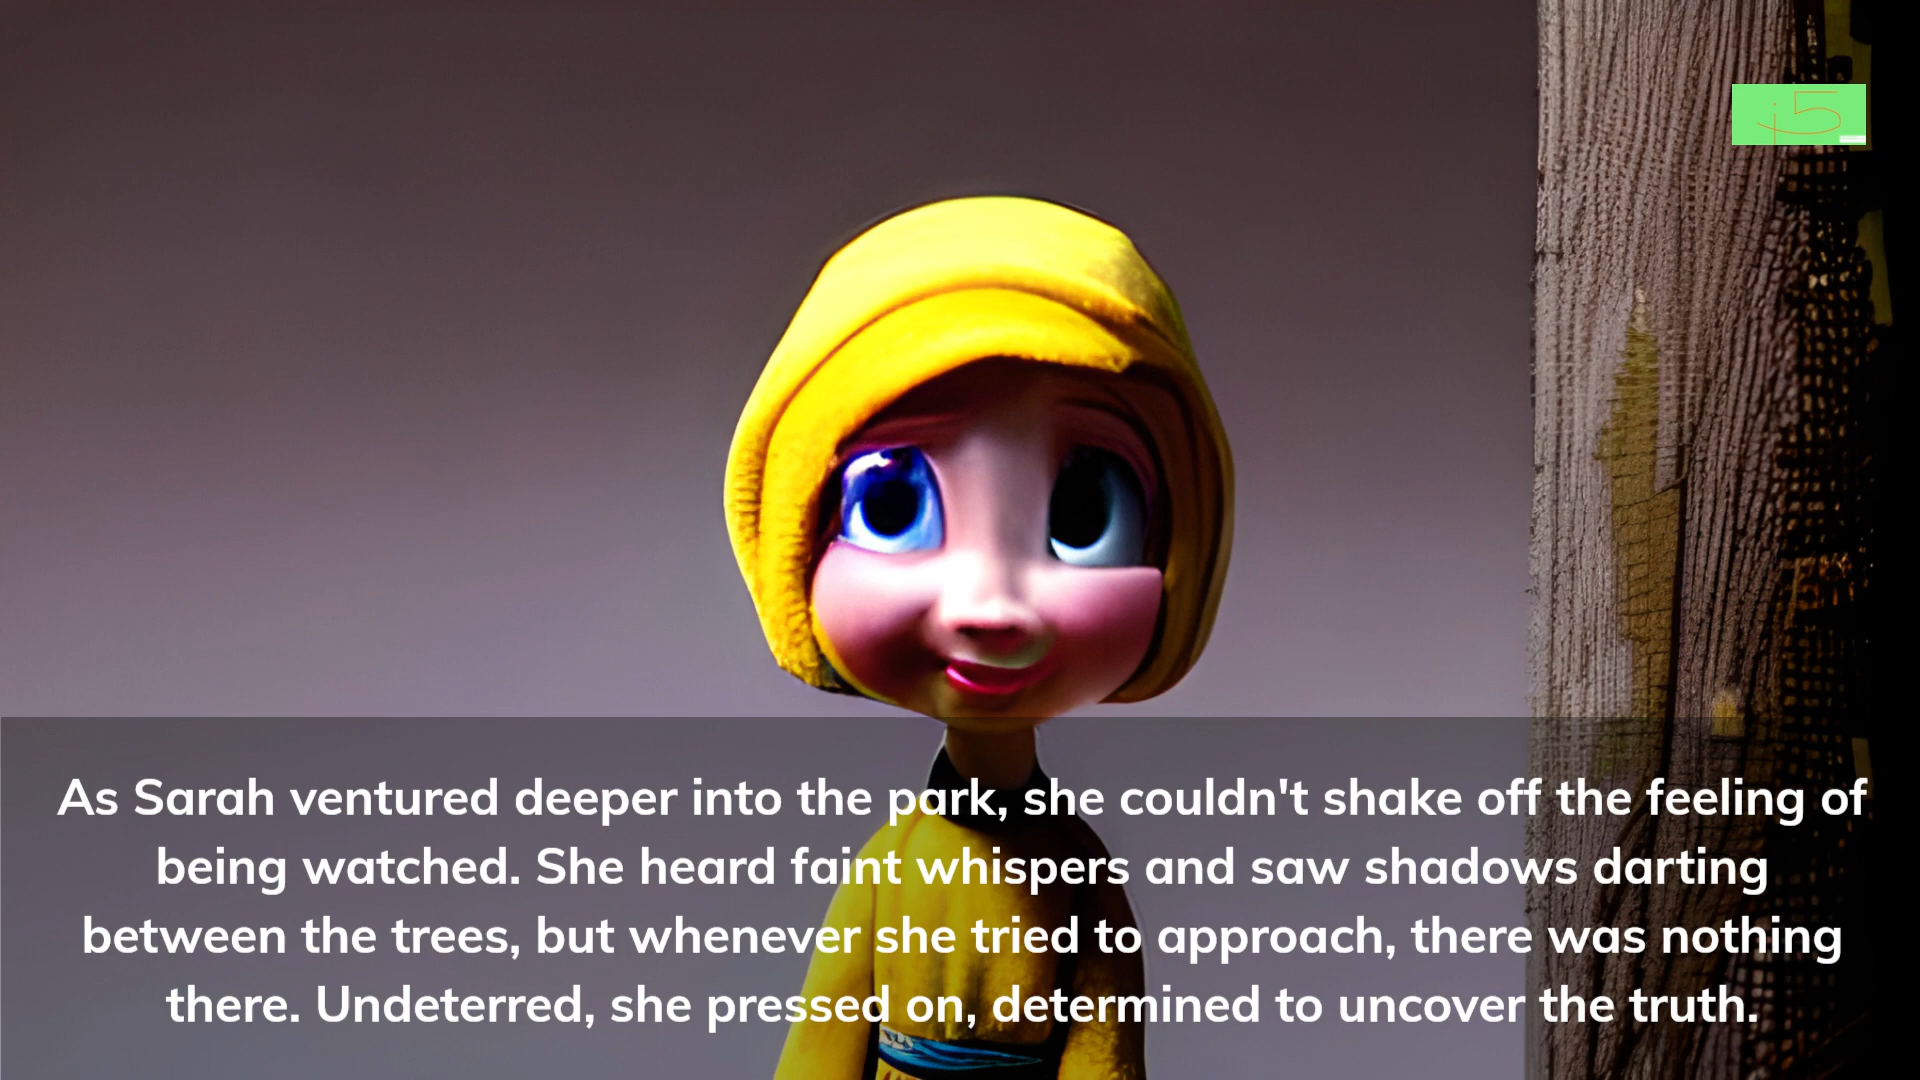 i5
As Sarah ventured deeper into the park, she couldn't shake off the feeling of
being watched. She heard faint whispers and saw shadows darting
between the trees, but whenever she tried to approach, there was nothing
there. Undeterred, she pressed on, determined to uncover the truth.